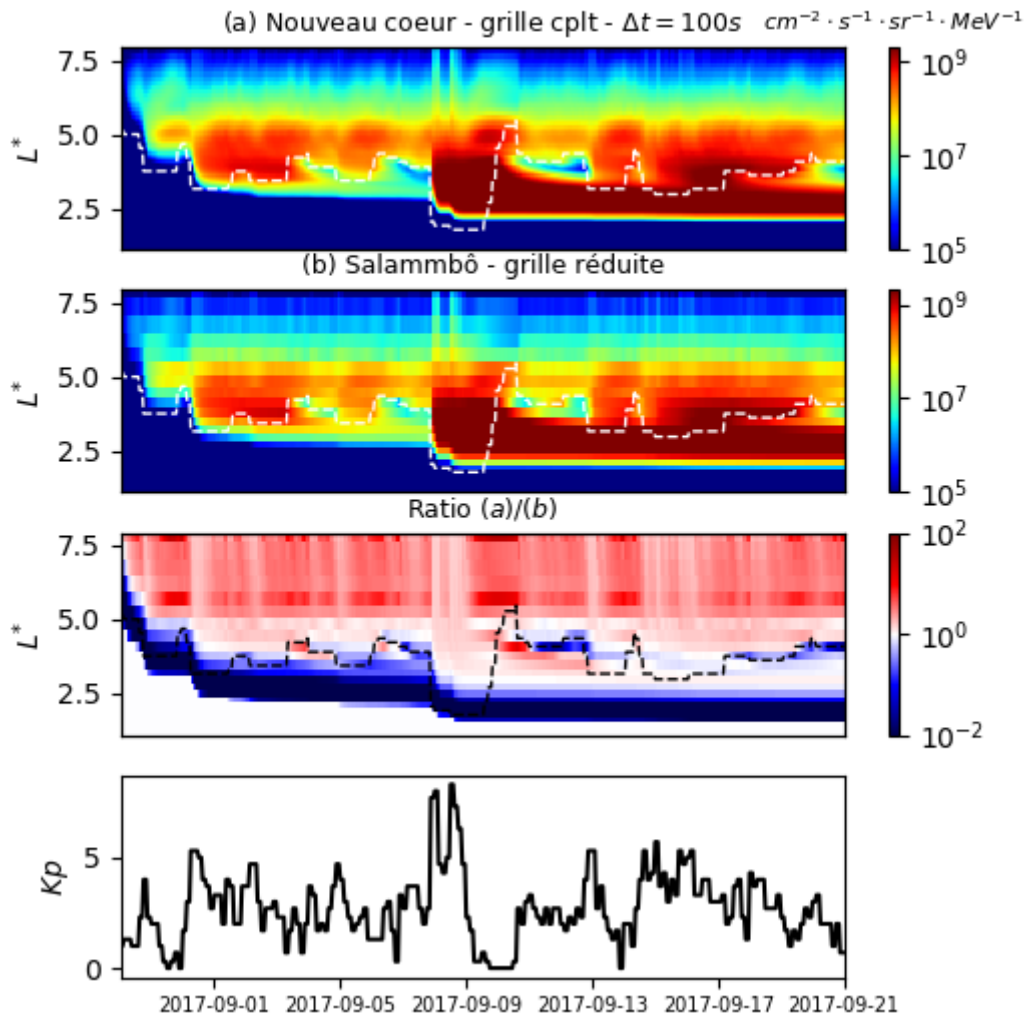 (a) Nouveau coeur - grille cplt - Δt = 100s cm⁻² · s⁻¹ · sr⁻¹ · MeV⁻¹
7.5
5.0
2.5
L*
10⁹
10⁷
10⁵
(b) Salammbô - grille réduite
7.5
5.0
2.5
L*
10⁹
10⁷
10⁵
Ratio (a)/(b)
7.5
5.0
2.5
L*
10²
10⁰
10⁻²
5
0
Kp
2017-09-01 2017-09-05 2017-09-09 2017-09-13 2017-09-17 2017-09-21